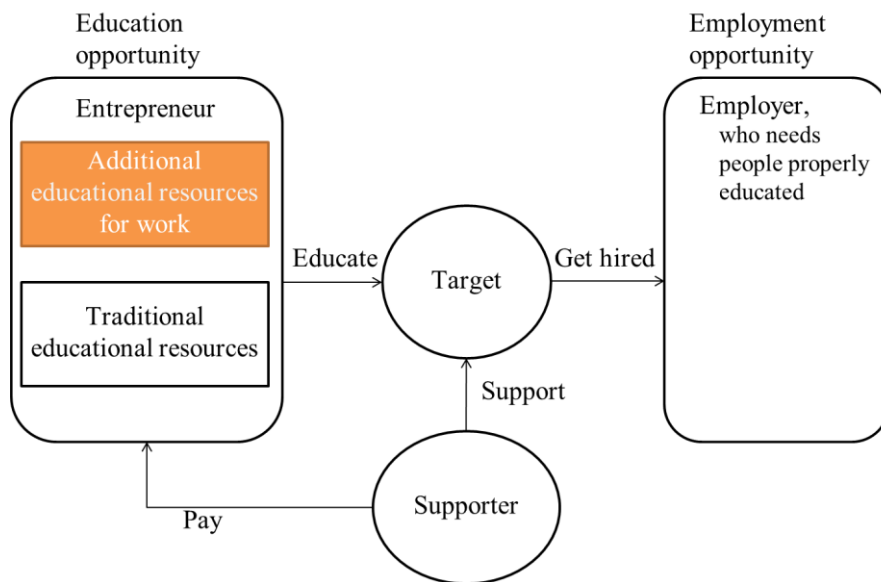 Education
opportunity
Entrepreneur
Additional
educational resources
for work
Traditional
educational resources
Educate
Target
Get hired
Employment
opportunity
Employer,
who needs
people properly
educated
Support
Supporter
Pay